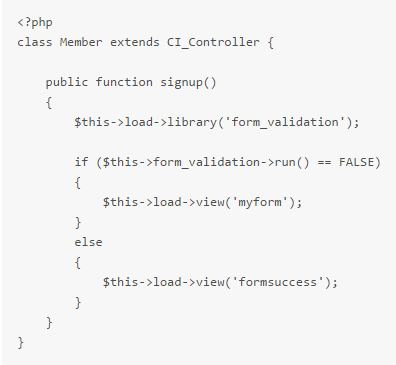 <?php
class Member extends CI_Controller {
public function signup()
{
$this->load->library('form_validation');
if ($this->form_validation->run() == FALSE)
{
$this->load->view('myform');
}
else
{
$this->load->view('formsuccess');
}
}
}